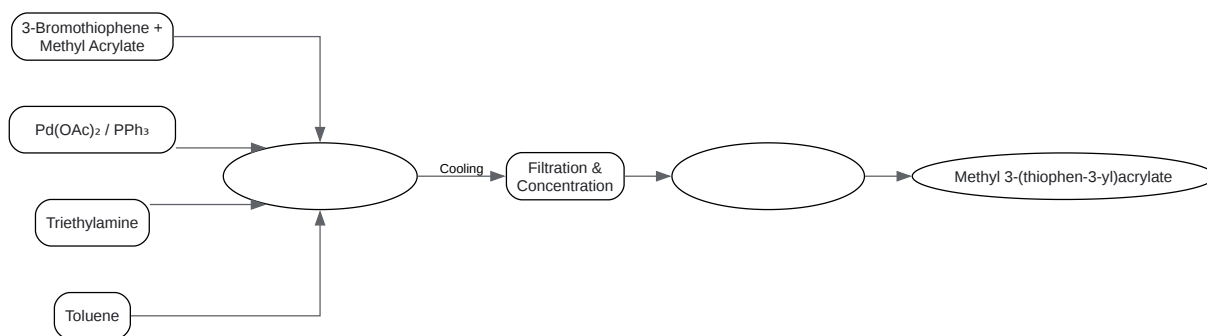 3-Bromothiophene +
Methyl Acrylate
Pd(OAc)₂ / PPh₃
Triethylamine
Toluene
Cooling
Filtration &
Concentration
Methyl 3-(thiophen-3-yl)acrylate